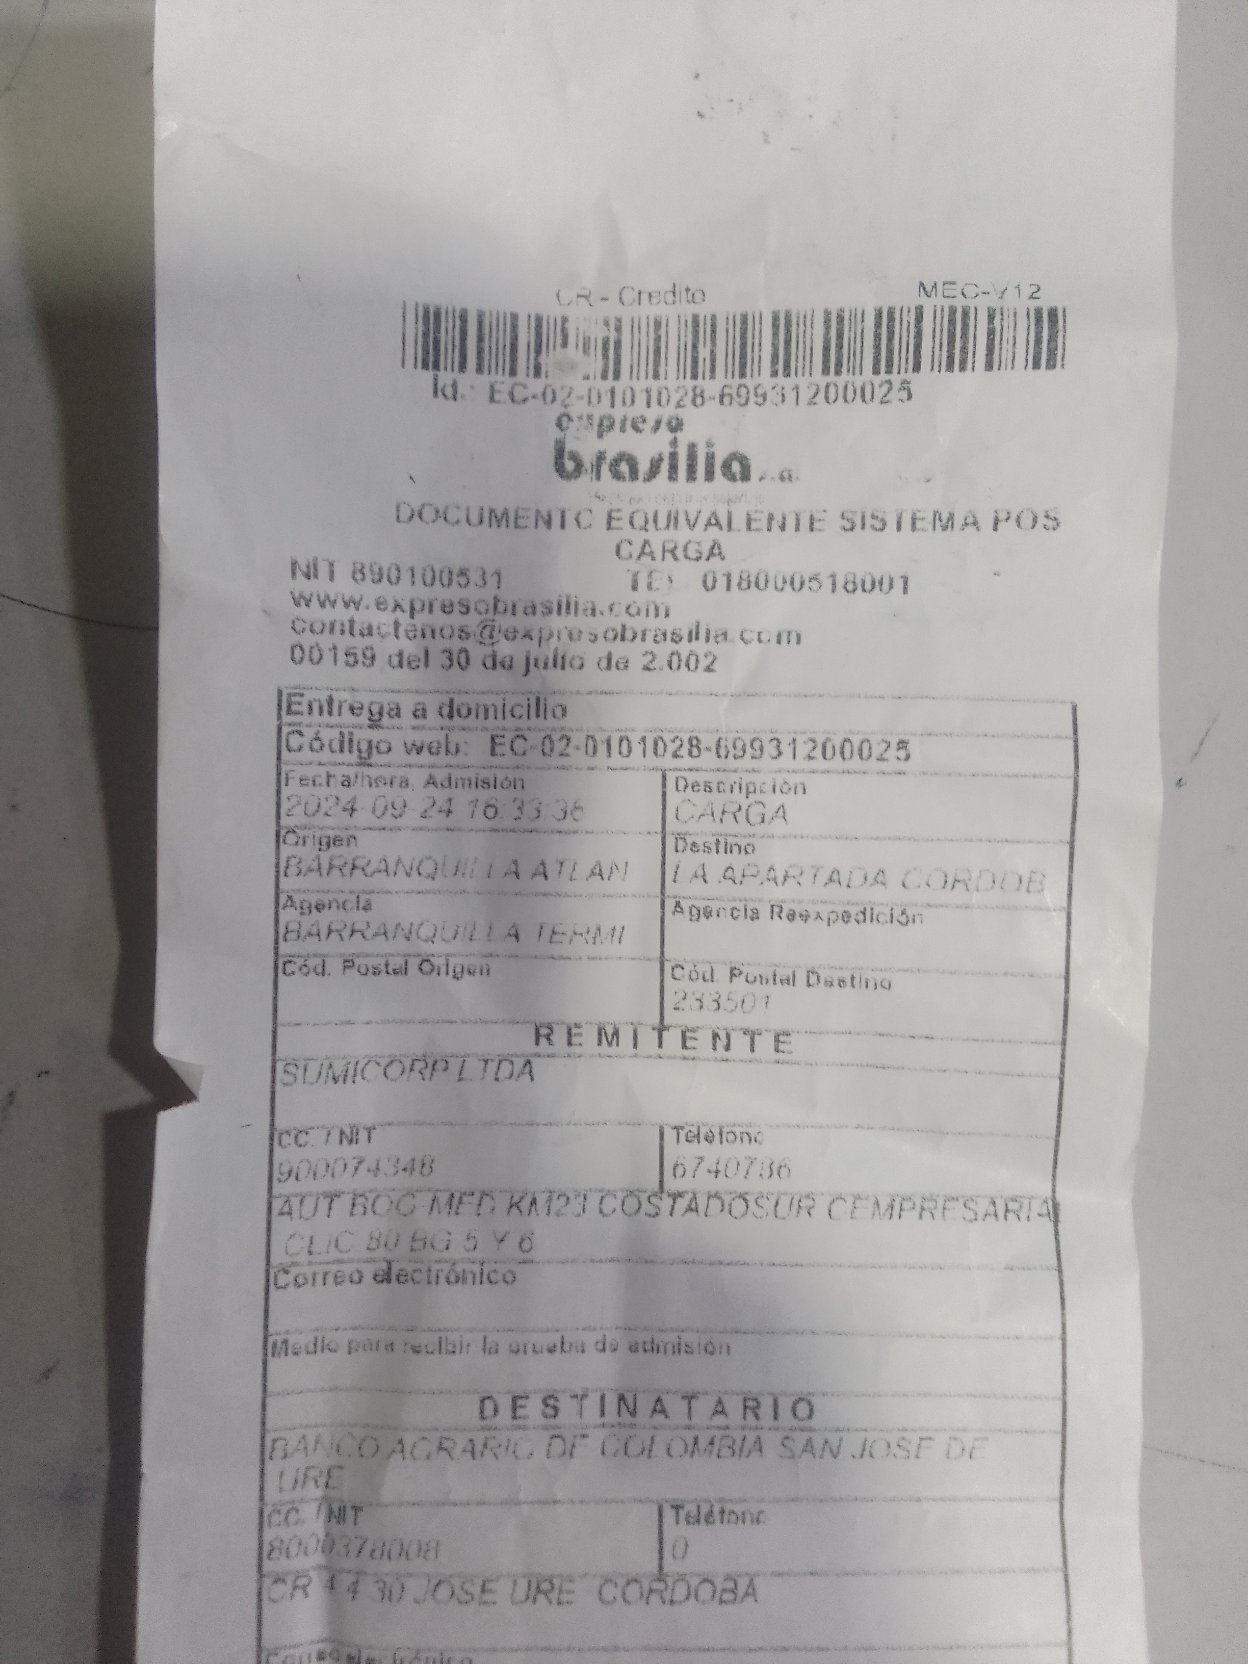 CR - Credito MEC-V12
Id.: EC-02-0101028-69931200025
expreso
brasilia s.a.
DOCUMENTO EQUIVALENTE SISTEMA POS
CARGA
NIT 890100531 TEL 018000518001
www.expresobrasilia.com
contactenos@expresobrasilia.com
00159 del 30 de julio de 2.002
Entrega a domicilio
Código web: EC-02-0101028-69931200025
Fecha/hora, Admisión Descripción
2024-09-24 16:33:36 CARGA
Origen Destino
BARRANQUILLA ATLAN LA APARTADA CORDOB
Agencia Agencia Reexpedición
BARRANQUILLA TERMI
Cód. Postal Origen Cód. Postal Destino
233501
REMITENTE
SUMICORP LTDA
CC. / NIT Teléfono
900074348 6740786
AUT BOG-MED KM23 COSTADOSUR CEMPRESARIA
CLIC 80 BG 5 Y 6
Correo electrónico
Medio para recibir la prueba de admisión
DESTINATARIO
BANCO AGRARIO DE COLOMBIA SAN JOSE DE
URE
CC. / NIT Teléfono
8000378008 0
CR 4 4 30 JOSE URE CORDOBA
Correo electrónico